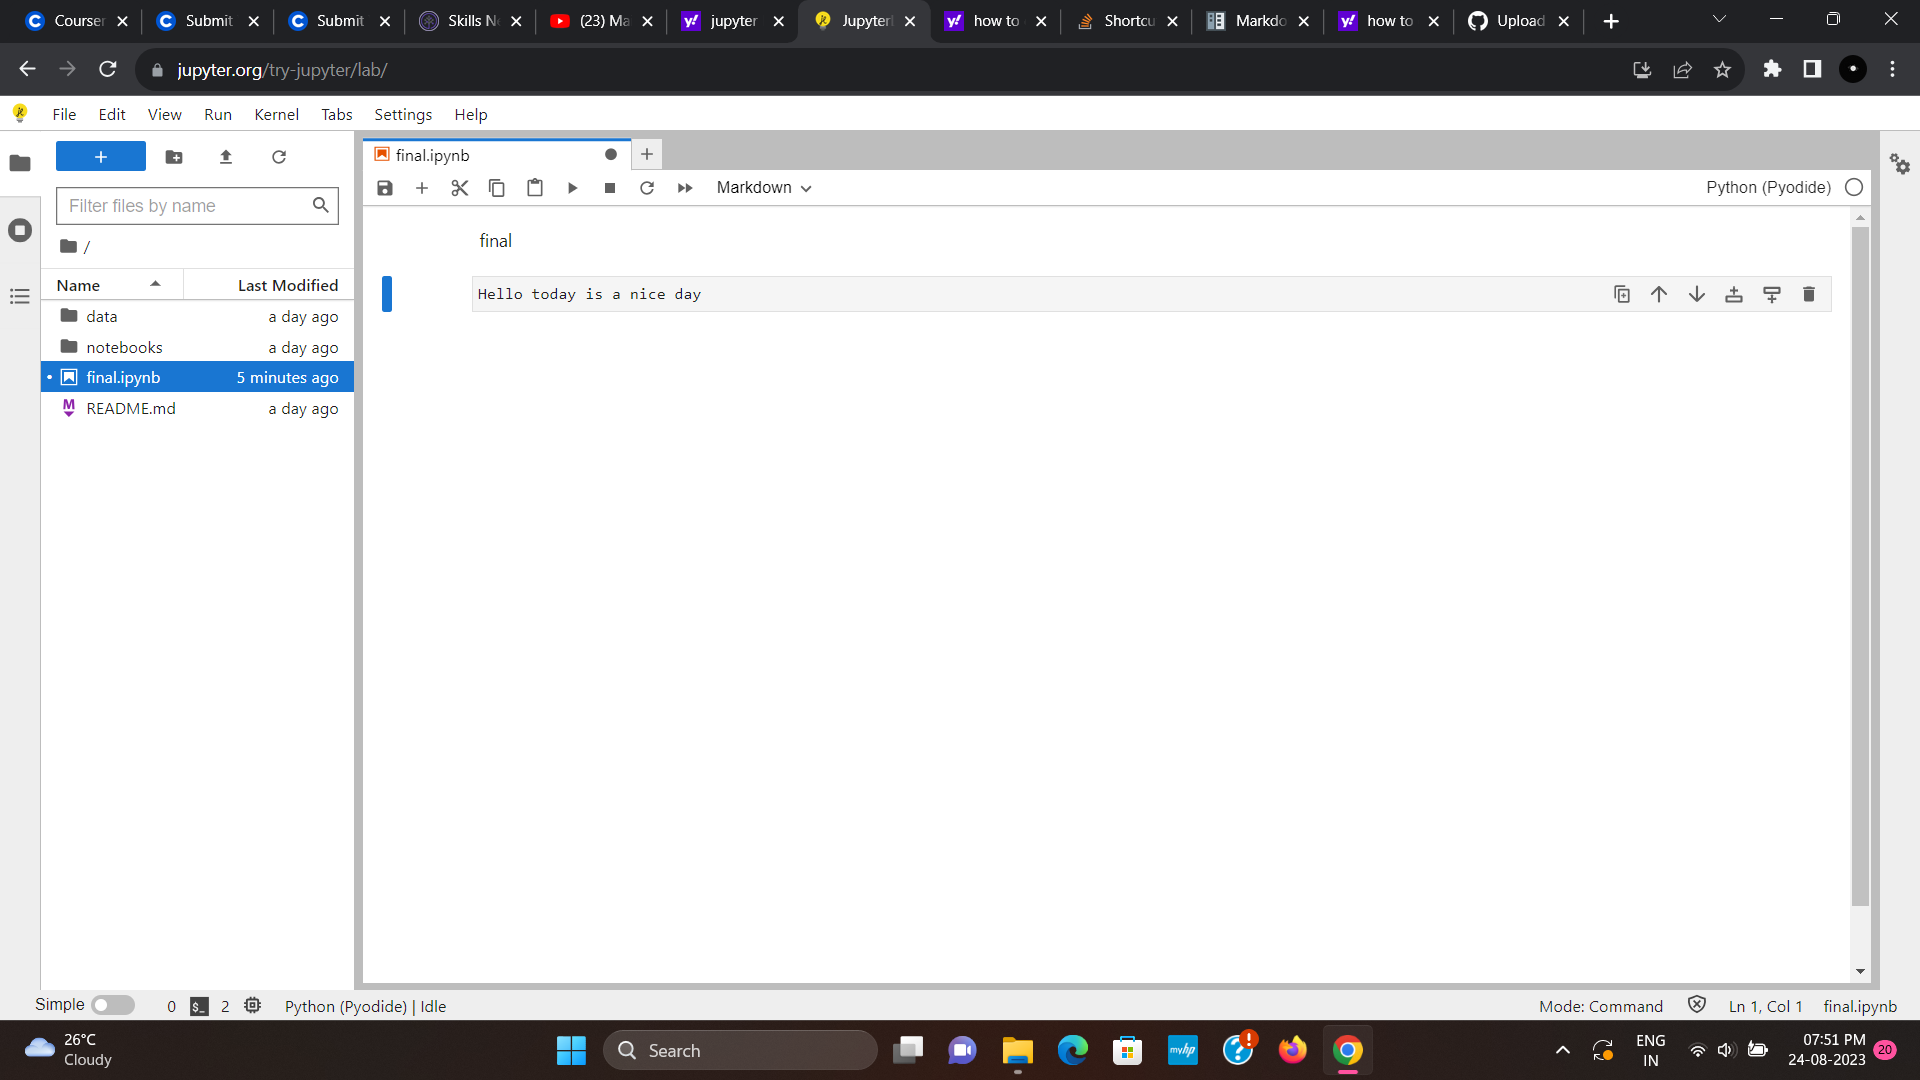 Courser
Submit
Submit
Skills Ne
(23) Ma
jupyter
Jupyterl
how to
Shortcu
Markdo
how to
Upload
jupyter.org/try-jupyter/lab/
File Edit View Run Kernel Tabs Settings Help
final.ipynb
Markdown
Python (Pyodide)
Filter files by name
/
Name Last Modified
data a day ago
notebooks a day ago
final.ipynb 5 minutes ago
README.md a day ago
final
Hello today is a nice day
Simple 0 $_ 2 Python (Pyodide) | Idle
Mode: Command Ln 1, Col 1 final.ipynb
26°C
Cloudy
Search
myhp
ENG
IN
07:51 PM
24-08-2023
20